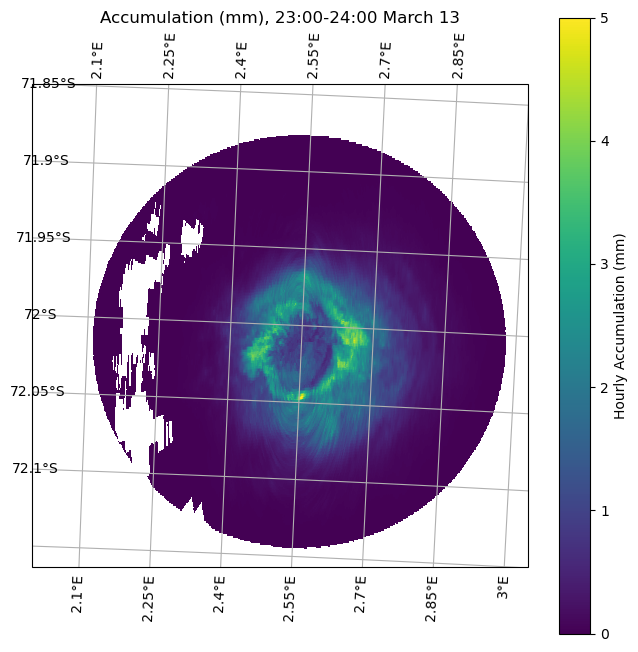 Accumulation (mm), 23:00-24:00 March 13
2.1°E 2.25°E 2.4°E 2.55°E 2.7°E 2.85°E
71.85°S
71.9°S
71.95°S
72°S
72.05°S
72.1°S
2.1°E 2.25°E 2.4°E 2.55°E 2.7°E 2.85°E 3°E
5
4
3
2
1
0
Hourly Accumulation (mm)